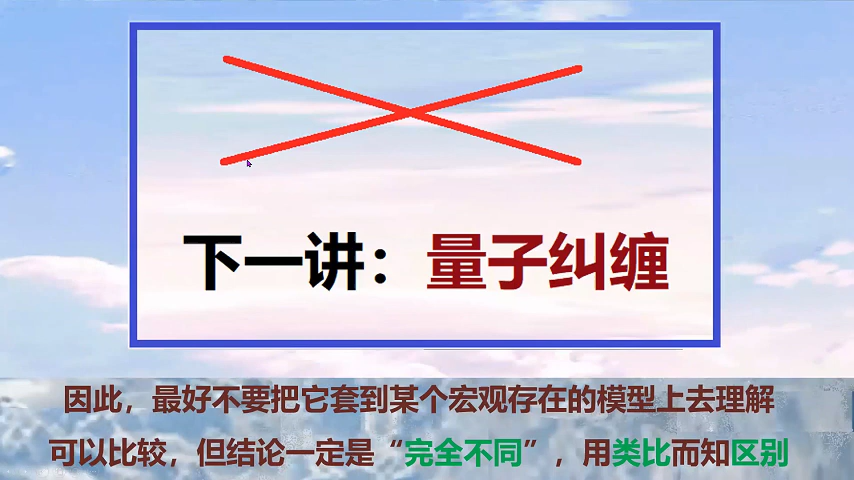 下一讲：量子纠缠
因此，最好不要把它套到某个宏观存在的模型上去理解
可以比较，但结论一定是“完全不同”，用类比而知区别